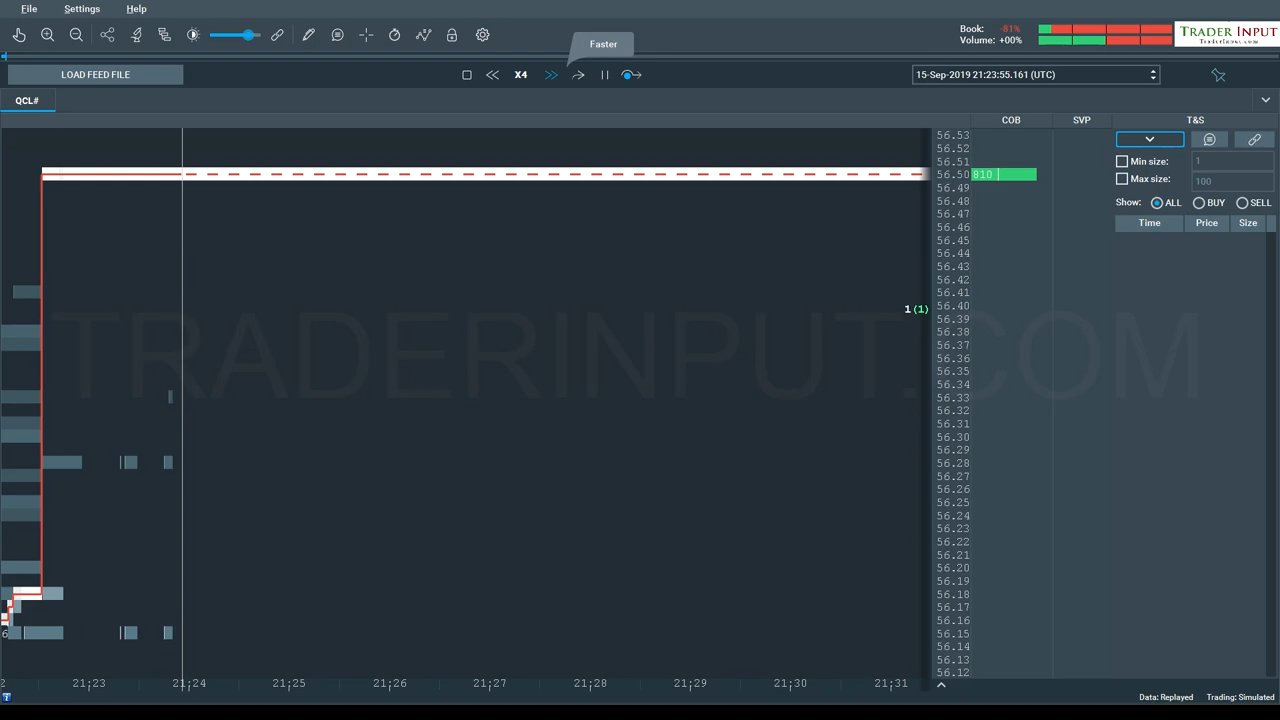 File Settings Help
Book: -81%
Volume: +00%
TRADER INPUT
TraderInput.com
Faster
LOAD FEED FILE
X4
15-Sep-2019 21:23:55.161 (UTC)
QCL#
COB SVP T&S
56.53
56.52
56.51
56.50 810
56.49
56.48
56.47
56.46
56.45
56.44
56.43
56.42
56.41
56.40
56.39
56.38
56.37
56.36
56.35
56.34
56.33
56.32
56.31
56.30
56.29
56.28
56.27
56.26
56.25
56.24
56.23
56.22
56.21
56.20
56.19
56.18
56.17
56.16
56.15
56.14
56.13
56.12
Min size: 1
Max size: 100
Show: ALL BUY SELL
Time Price Size
1(1)
TRADERINPUT.COM
6
2 21;23 21;24 21;25 21;26 21;27 21;28 21;29 21;30 21;31
T
Data: Replayed Trading: Simulated